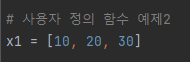 # 사용자 정의 함수 예제2
x1 = [10, 20, 30]